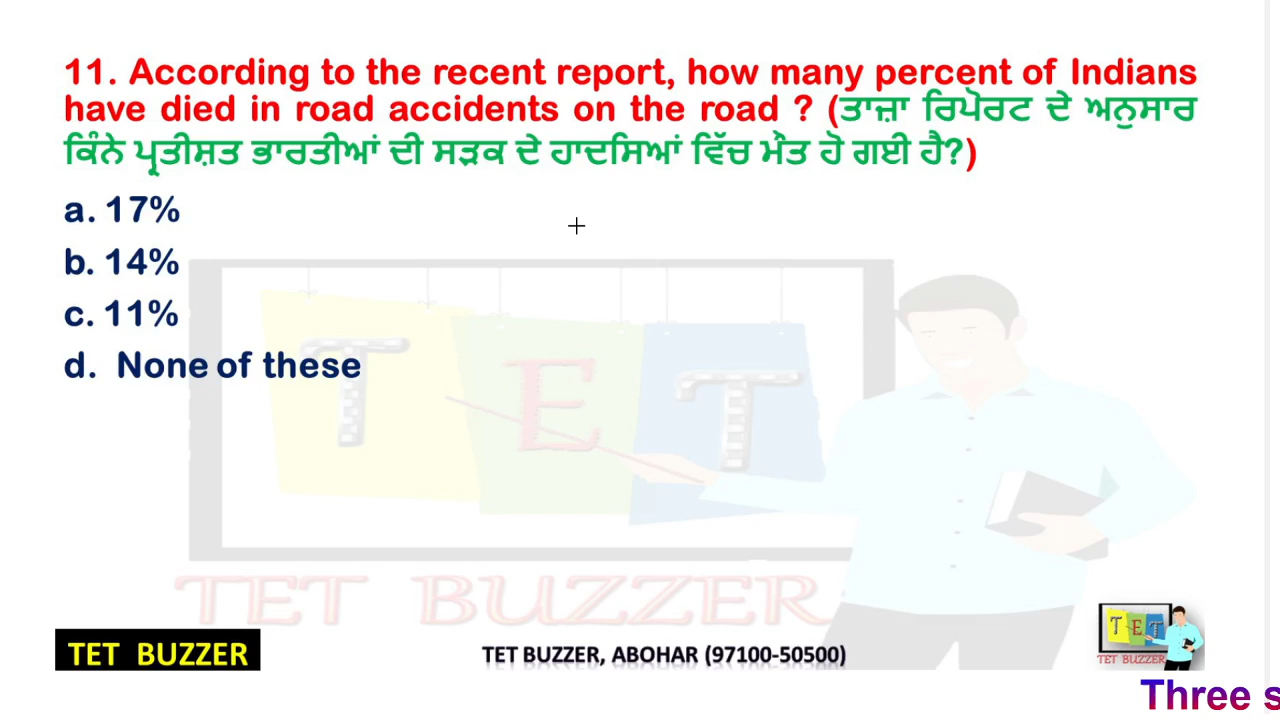 11. According to the recent report, how many percent of Indians
have died in road accidents on the road ? (ਤਾਜ਼ਾ ਰਿਪੋਰਟ ਦੇ ਅਨੁਸਾਰ
ਕਿੰਨੇ ਪ੍ਰਤੀਸ਼ਤ ਭਾਰਤੀਆਂ ਦੀ ਸੜਕ ਦੇ ਹਾਦਸਿਆਂ ਵਿੱਚ ਮੌਤ ਹੋ ਗਈ ਹੈ?)
a. 17%
b. 14%
c. 11%
d. None of these
T E T
TET BUZZER
TET BUZZER
TET BUZZER, ABOHAR (97100-50500)
T E T
TET BUZZER
Three s